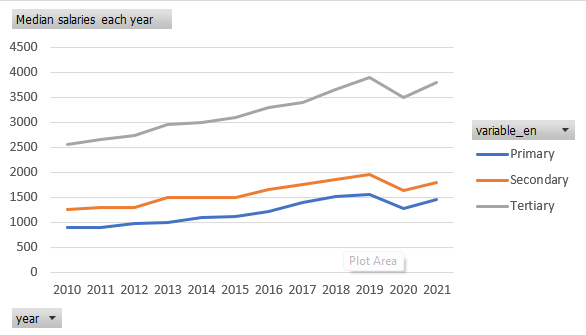 Median salaries each year
4500
4000
3500
3000
2500
2000
1500
1000
500
0
2010 2011 2012 2013 2014 2015 2016 2017 2018 2019 2020 2021
Plot Area
variable_en
Primary
Secondary
Tertiary
year